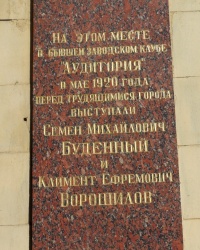 НА ЭТОМ МЕСТЕ
В БЫВШЕМ ЗАВОДСКОМ КЛУБЕ
"АУДИТОРИЯ"
В МАЕ 1920 ГОДА
ПЕРЕД ТРУДЯЩИМИСЯ ГОРОДА
ВЫСТУПАЛИ
СЕМЕН МИХАЙЛОВИЧ
БУДЕННЫЙ
И
КЛИМЕНТ ЕФРЕМОВИЧ
ВОРОШИЛОВ